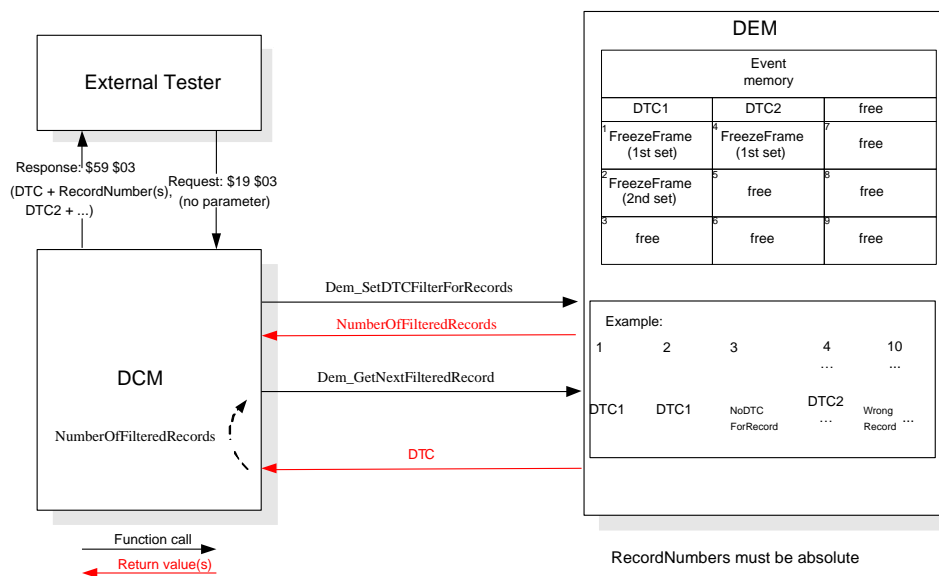 External Tester
Response: $59 $03
(DTC + RecordNumber(s),
DTC2 + ...)
Request: $19 $03
(no parameter)
DCM
NumberOfFilteredRecords
Dem_SetDTCFilterForRecords
NumberOfFilteredRecords
Dem_GetNextFilteredRecord
DTC
Function call
Return value(s)
DEM
Event
memory
DTC1 DTC2 free
1 FreezeFrame (1st set) 4 FreezeFrame (1st set) 7 free
2 FreezeFrame (2nd set) 5 free 8 free
3 free 6 free 9 free
Example:
1 2 3 4 10
... ...
DTC1 DTC1 NoDTC ForRecord DTC2 ... Wrong Record ...
RecordNumbers must be absolute